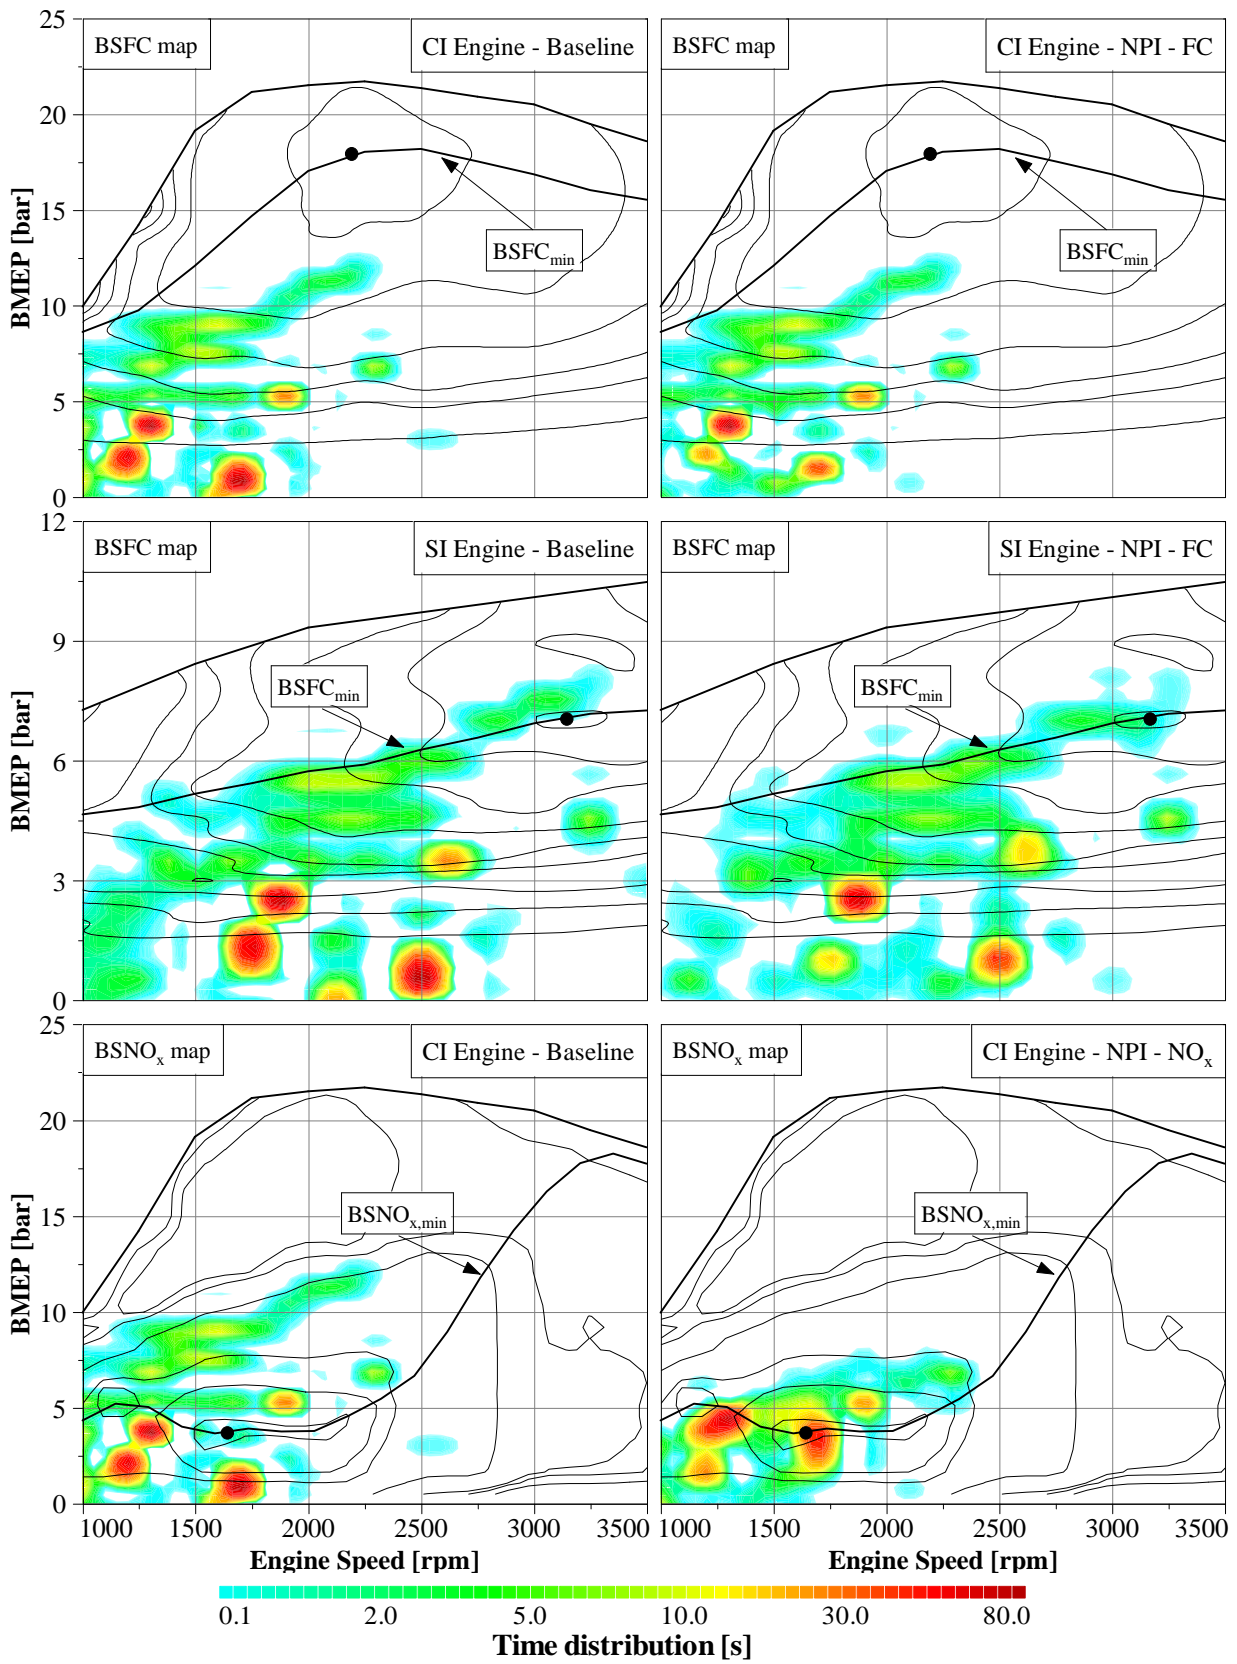 25
BSFC map
CI Engine - Baseline
BSFC map
CI Engine - NPI - FC
20
15
10
5
0
BMEP [bar]
BSFCmin
BSFCmin
12
BSFC map
SI Engine - Baseline
BSFC map
SI Engine - NPI - FC
9
6
3
0
BMEP [bar]
BSFCmin
BSFCmin
25
BSNOx map
CI Engine - Baseline
BSNOx map
CI Engine - NPI - NOx
20
15
10
5
0
BMEP [bar]
BSNOx,min
BSNOx,min
1000 1500 2000 2500 3000 3500
1000 1500 2000 2500 3000 3500
Engine Speed [rpm]
Engine Speed [rpm]
0.1 2.0 5.0 10.0 30.0 80.0
Time distribution [s]